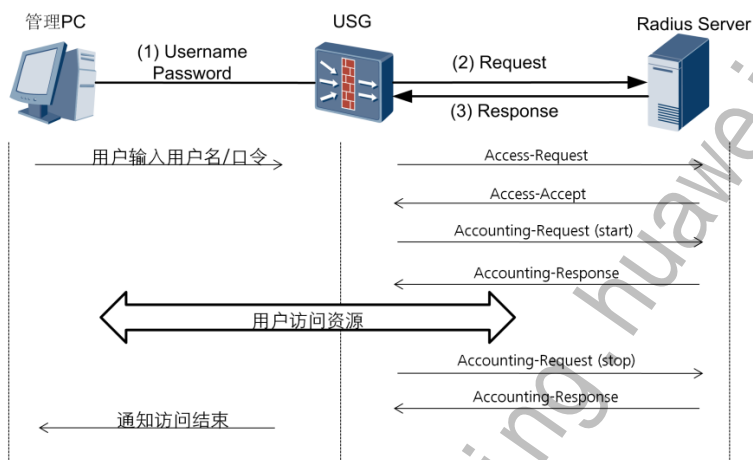 管理PC
USG
Radius Server
(1) Username
Password
(2) Request
(3) Response
用户输入用户名/口令
Access-Request
Access-Accept
Accounting-Request (start)
Accounting-Response
用户访问资源
Accounting-Request (stop)
Accounting-Response
通知访问结束
ing.huawei